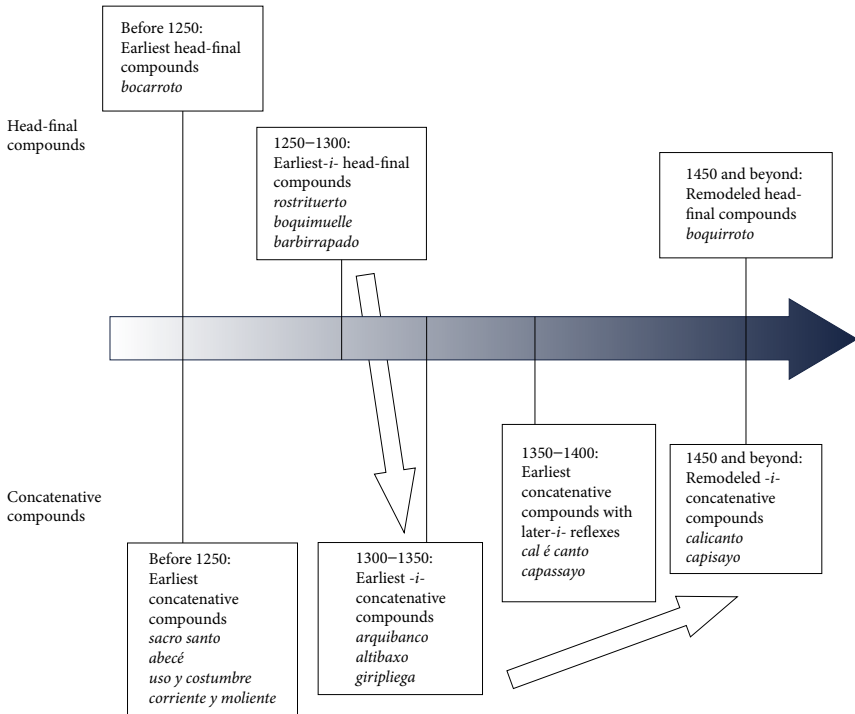 Before 1250:
Earliest head-final
compounds
bocarroto
Head-final
compounds
1250–1300:
Earliest-i- head-final
compounds
rostrituerto
boquimuelle
barbirrapado
1450 and beyond:
Remodeled head-
final compounds
boquirroto
Concatenative
compounds
Before 1250:
Earliest
concatenative
compounds
sacro santo
abecé
uso y costumbre
corriente y moliente
1300–1350:
Earliest -i-
concatenative
compounds
arquibanco
altibaxo
giripliega
1350–1400:
Earliest
concatenative
compounds with
later-i- reflexes
cal é canto
capassayo
1450 and beyond:
Remodeled -i-
concatenative
compounds
calicanto
capisayo